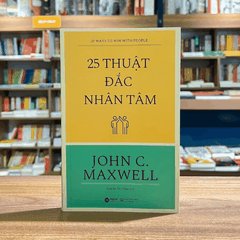 25 WAYS TO WIN WITH PEOPLE
25 THUẬT
ĐẮC
NHÂN TÂM
JOHN C.
MAXWELL